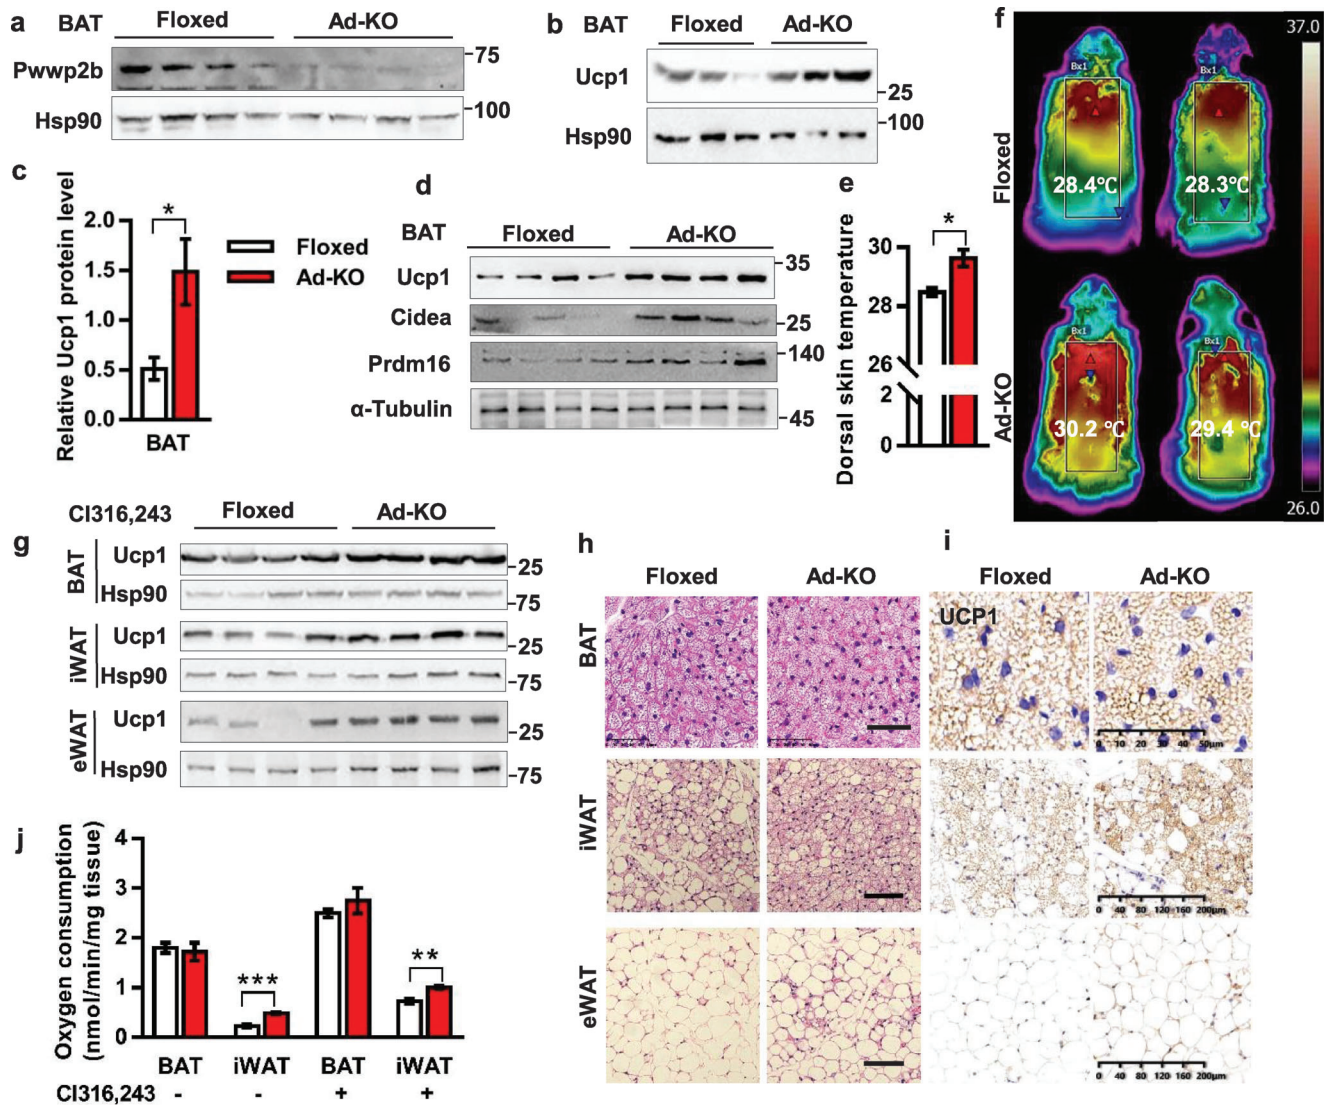 a
BAT
Floxed
Ad-KO
Pwwp2b
75
Hsp90
100
b
BAT
Floxed
Ad-KO
Ucp1
25
Hsp90
100
c
Relative Ucp1 protein level
2.0
1.5
1.0
0.5
0.0
*
BAT
Floxed
Ad-KO
d
BAT
Floxed
Ad-KO
Ucp1
35
Cidea
25
Prdm16
140
α-Tubulin
45
e
Dorsal skin temperature
30
28
26
2
0
*
f
Floxed
Ad-KO
Bx1
28.4℃
Bx1
28.3℃
Bx1
30.2 ℃
Bx1
29.4 ℃
37.0
26.0
g
CI316,243
Floxed
Ad-KO
BAT
Ucp1
25
Hsp90
75
iWAT
Ucp1
25
Hsp90
75
eWAT
Ucp1
25
Hsp90
75
h
Floxed
Ad-KO
BAT
iWAT
eWAT
i
Floxed
Ad-KO
UCP1
0 10 20 30 40 50µm
0 40 80 120 160 200µm
0 40 80 120 160 200µm
j
Oxygen consumption
(nmol/min/mg tissue)
4
3
2
1
0
***
**
BAT iWAT BAT iWAT
CI316,243 - - + +